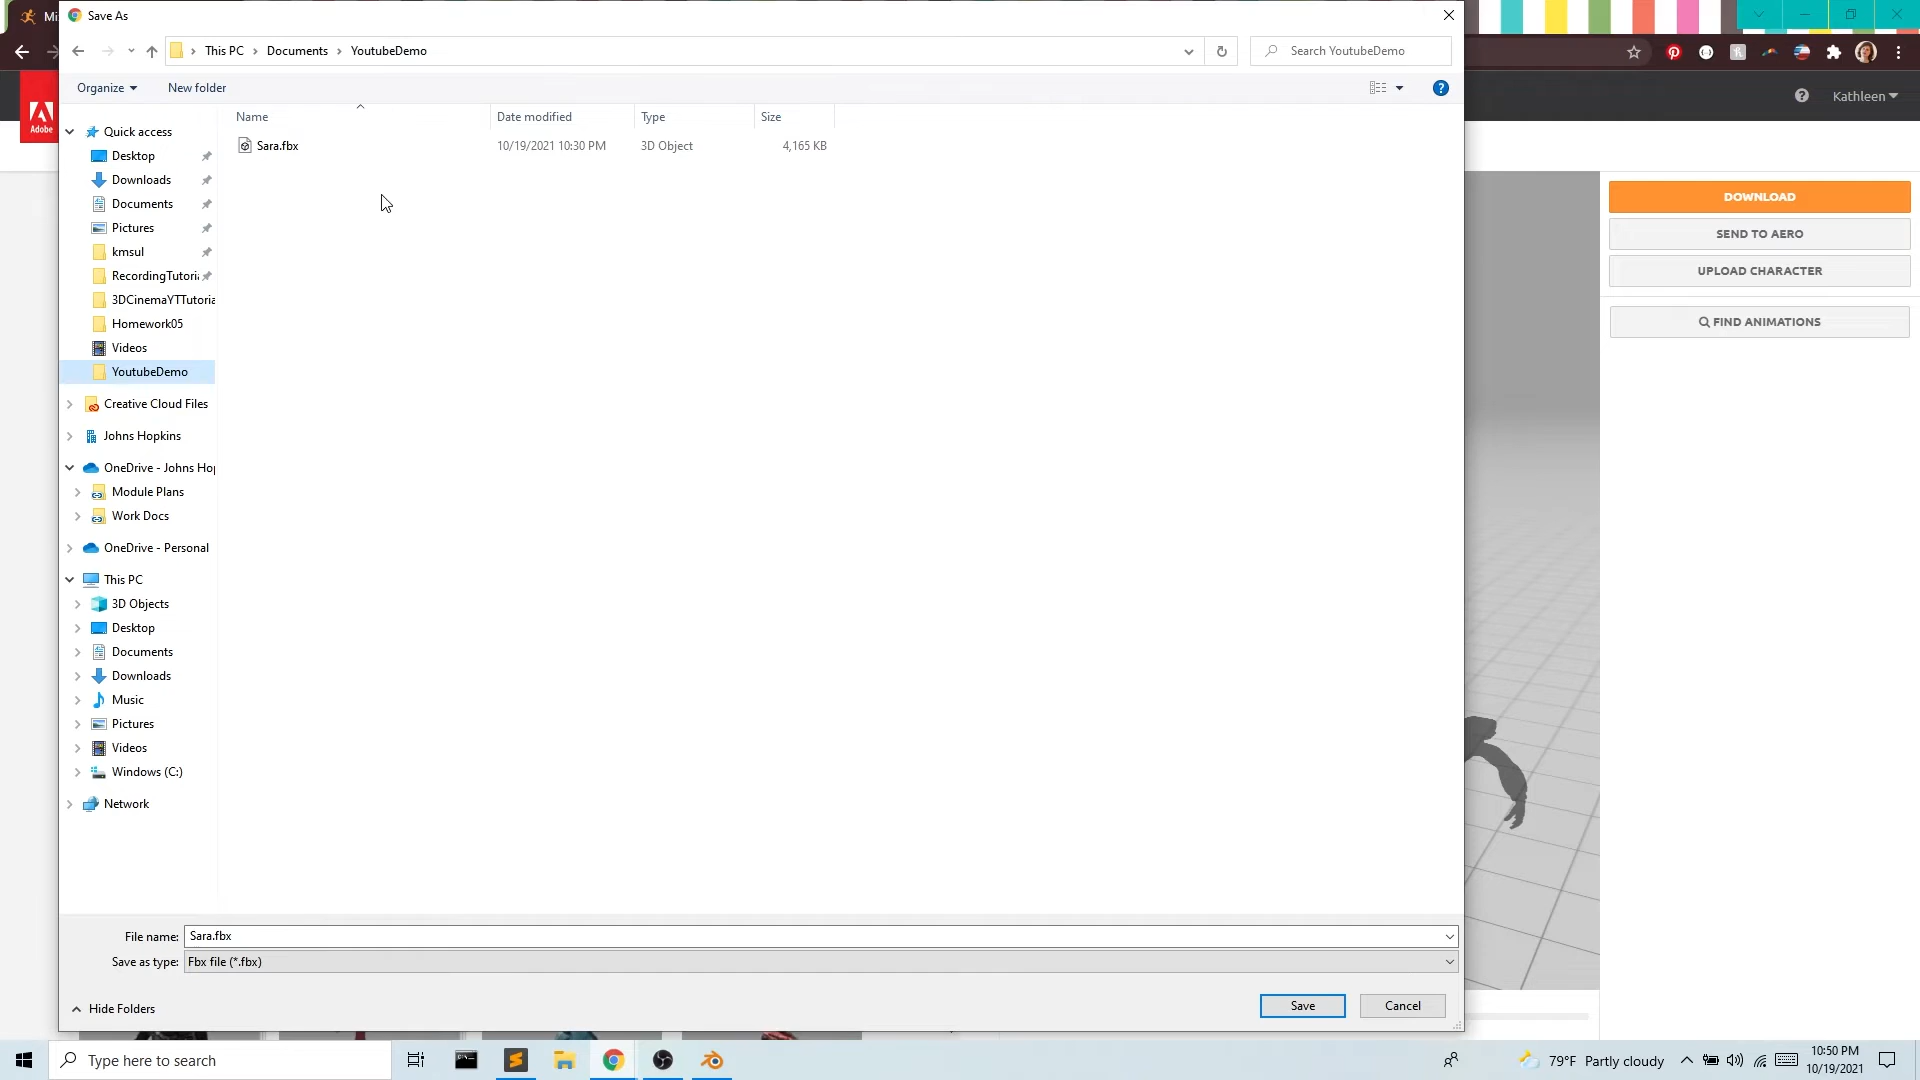 Mi
Save As
This PC > Documents > YoutubeDemo
Search YoutubeDemo
Organize
New folder
Adobe
Kathleen
Name
Date modified
Type
Size
Sara.fbx
10/19/2021 10:30 PM
3D Object
4,165 KB
Quick access
Desktop
Downloads
Documents
Pictures
kmsul
RecordingTutori
3DCinemaYTTutoria
Homework05
Videos
YoutubeDemo
Creative Cloud Files
Johns Hopkins
OneDrive - Johns Hop
Module Plans
Work Docs
OneDrive - Personal
This PC
3D Objects
Desktop
Documents
Downloads
Music
Pictures
Videos
Windows (C:)
Network
DOWNLOAD
SEND TO AERO
UPLOAD CHARACTER
FIND ANIMATIONS
File name: Sara.fbx
Save as type: Fbx file (*.fbx)
Hide Folders
Save
Cancel
Type here to search
79°F Partly cloudy
10:50 PM
10/19/2021